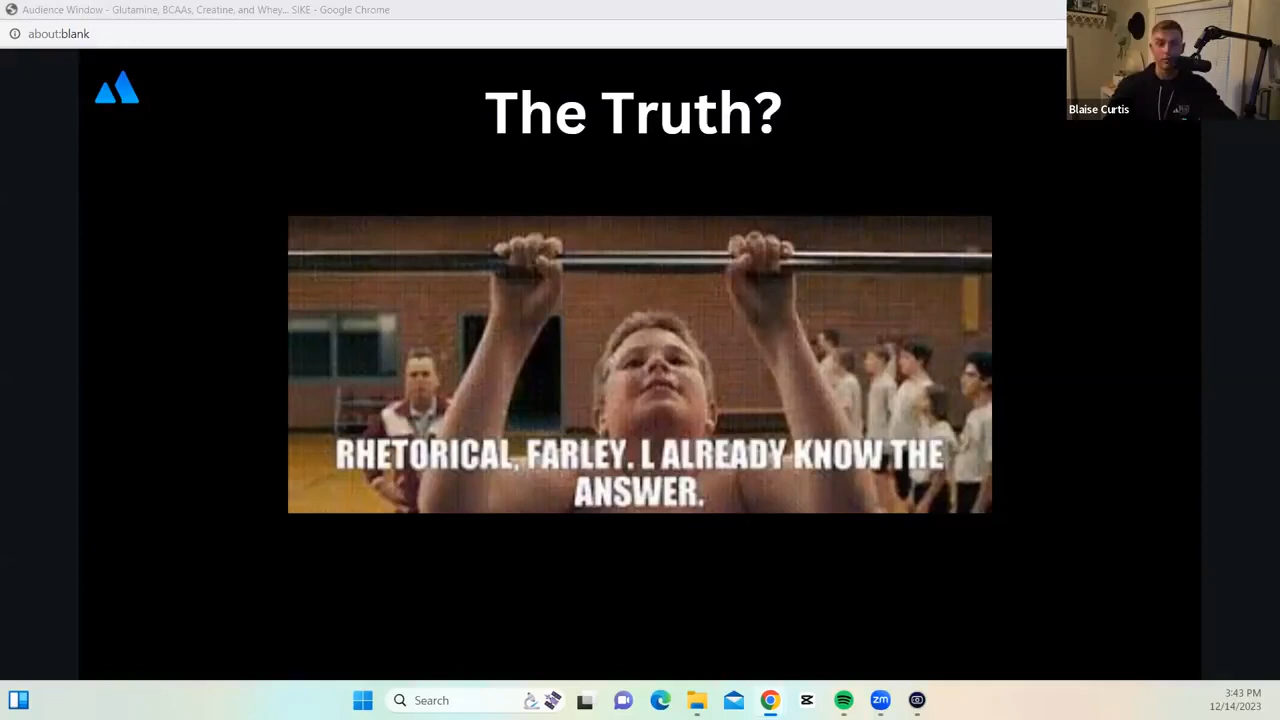 Audience Window - Glutamine, BCAAs, Creatine, and Whey... SIKE - Google Chrome
about:blank
Blaise Curtis
The Truth?
RHETORICAL, FARLEY. L ALREADY KNOW THE
ANSWER.
Search
zm
3:43 PM
12/14/2023